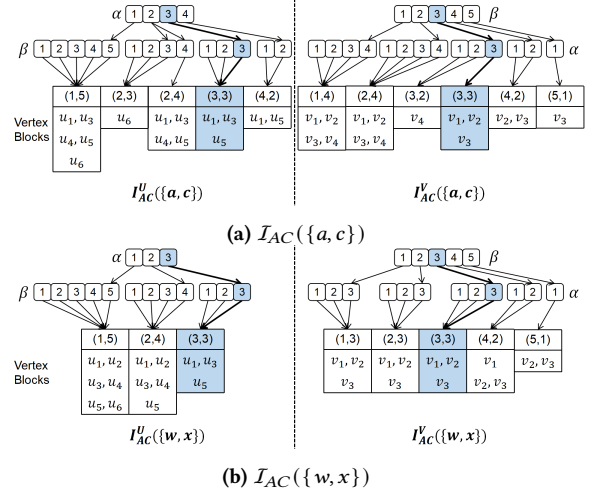 α 1 2 3 4
β 1 2 3 4 5 1 2 3 1 2 3 4 1 2 3 1 2
(1,5) (2,3) (2,4) (3,3) (4,2)
Vertex Blocks
u₁, u₃ u₆ u₁, u₃ u₁, u₃ u₁, u₅
u₄, u₅ u₄, u₅ u₅
u₆
I^U_AC({a, c})
1 2 3 4 5 β
1 2 3 4 1 2 3 4 1 2 3 1 2 1 α
(1,4) (2,4) (3,2) (3,3) (4,2) (5,1)
v₁, v₂ v₁, v₂ v₄ v₁, v₂ v₂, v₃ v₃
v₃, v₄ v₃, v₄ v₃
I^V_AC({a, c})
(a) I_AC({a, c})
α 1 2 3
β 1 2 3 4 5 1 2 3 4 1 2 3
(1,5) (2,4) (3,3)
Vertex Blocks
u₁, u₂ u₁, u₂ u₁, u₃
u₃, u₄ u₃, u₄ u₅
u₅, u₆ u₅
I^U_AC({w, x})
1 2 3 4 5 β
1 2 3 1 2 3 1 2 3 1 2 1 α
(1,3) (2,3) (3,3) (4,2) (5,1)
v₁, v₂ v₁, v₂ v₁, v₂ v₁ v₂, v₃
v₃ v₃ v₃ v₂, v₃
I^V_AC({w, x})
(b) I_AC({w, x})